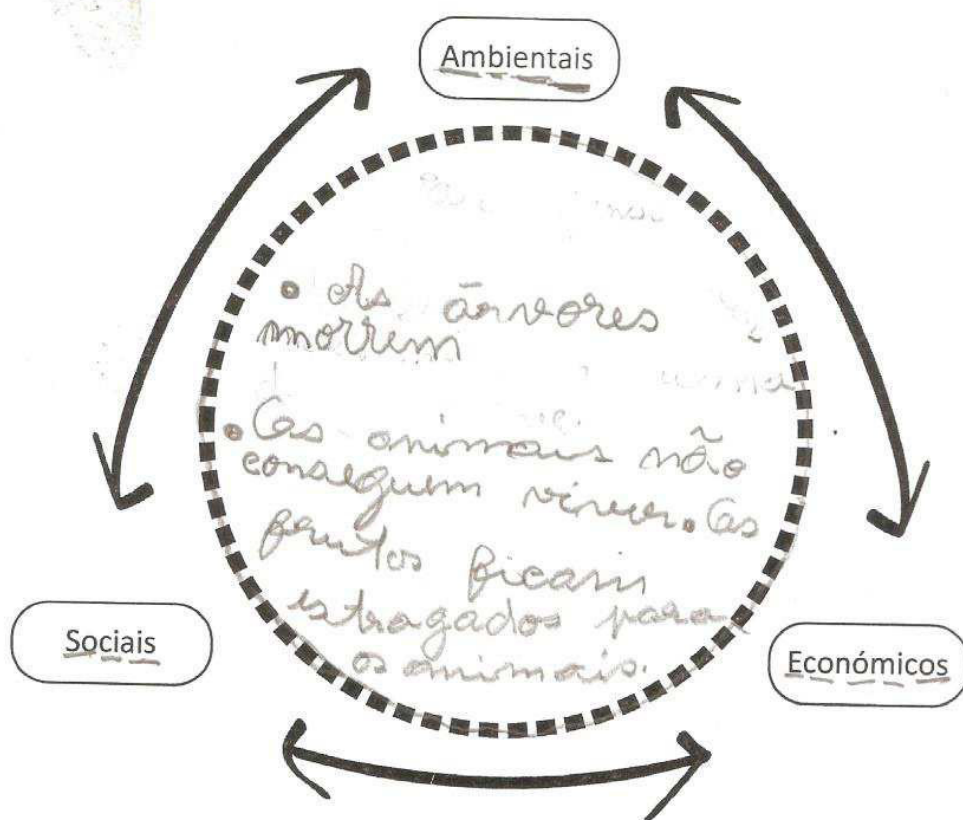 Ambientais
• As árvores
morrem
• Os animais não
conseguem viver. Os
frutos ficam
estragados para
os animais.
Sociais
Económicos